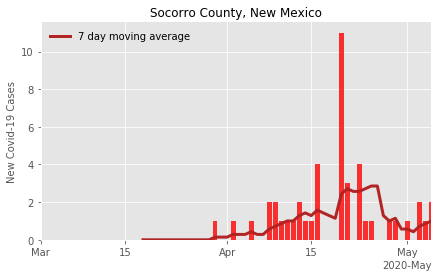 Socorro County, New Mexico
7 day moving average
New Covid-19 Cases
10
8
6
4
2
0
Mar
15
Apr
15
May
2020-May